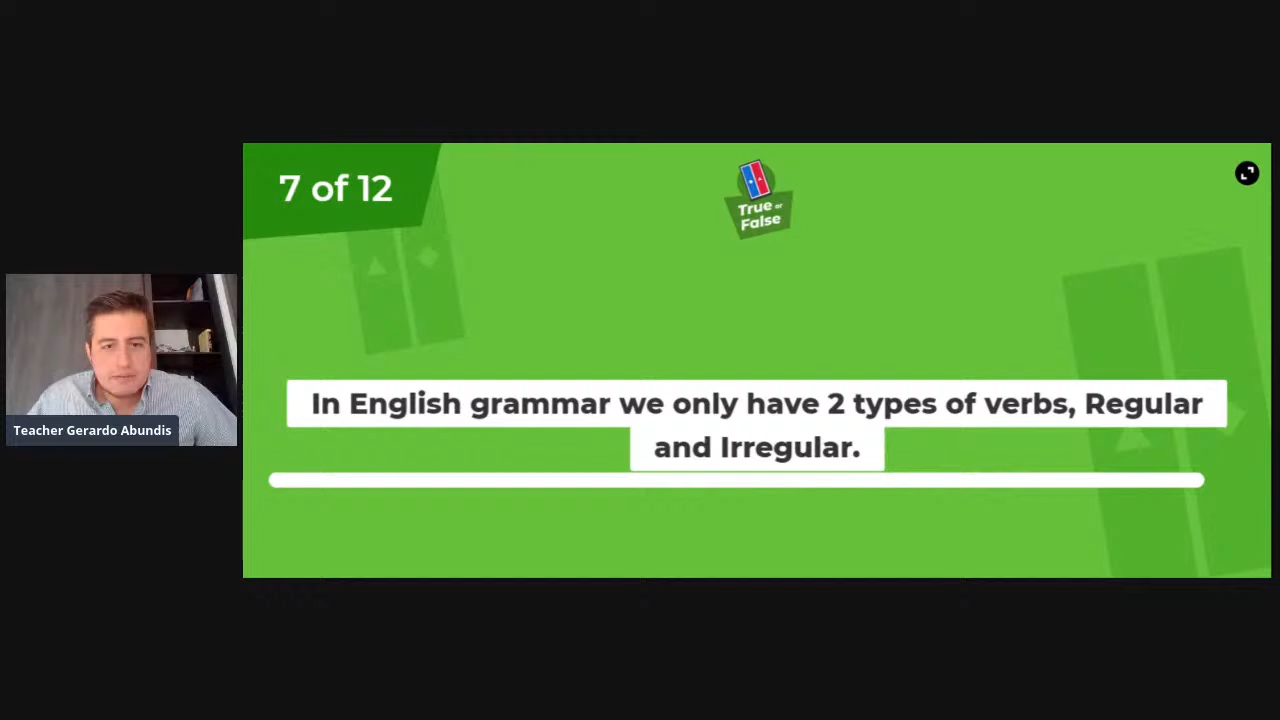 7 of 12
True or
False
In English grammar we only have 2 types of verbs, Regular
and Irregular.
Teacher Gerardo Abundis